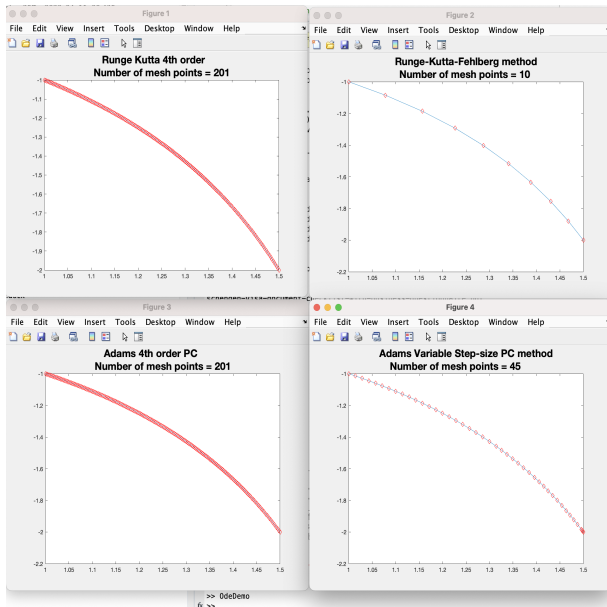 Figure 1
File Edit View Insert Tools Desktop Window Help
Runge Kutta 4th order
Number of mesh points = 201
-1
-1.1
-1.2
-1.3
-1.4
-1.5
-1.6
-1.7
-1.8
-1.9
-2
1 1.05 1.1 1.15 1.2 1.25 1.3 1.35 1.4 1.45 1.5
Figure 2
File Edit View Insert Tools Desktop Window Help
Runge-Kutta-Fehlberg method
Number of mesh points = 10
-1
-1.2
-1.4
-1.6
-1.8
-2
-2.2
1 1.05 1.1 1.15 1.2 1.25 1.3 1.35 1.4 1.45 1.5
Figure 3
File Edit View Insert Tools Desktop Window Help
Adams 4th order PC
Number of mesh points = 201
-1
-1.2
-1.4
-1.6
-1.8
-2
-2.2
1 1.05 1.1 1.15 1.2 1.25 1.3 1.35 1.4 1.45 1.5
Figure 4
File Edit View Insert Tools Desktop Window Help
Adams Variable Step-size PC method
Number of mesh points = 45
-1
-1.2
-1.4
-1.6
-1.8
-2
-2.2
1 1.05 1.1 1.15 1.2 1.25 1.3 1.35 1.4 1.45 1.5
>> OdeDemo
fx >>